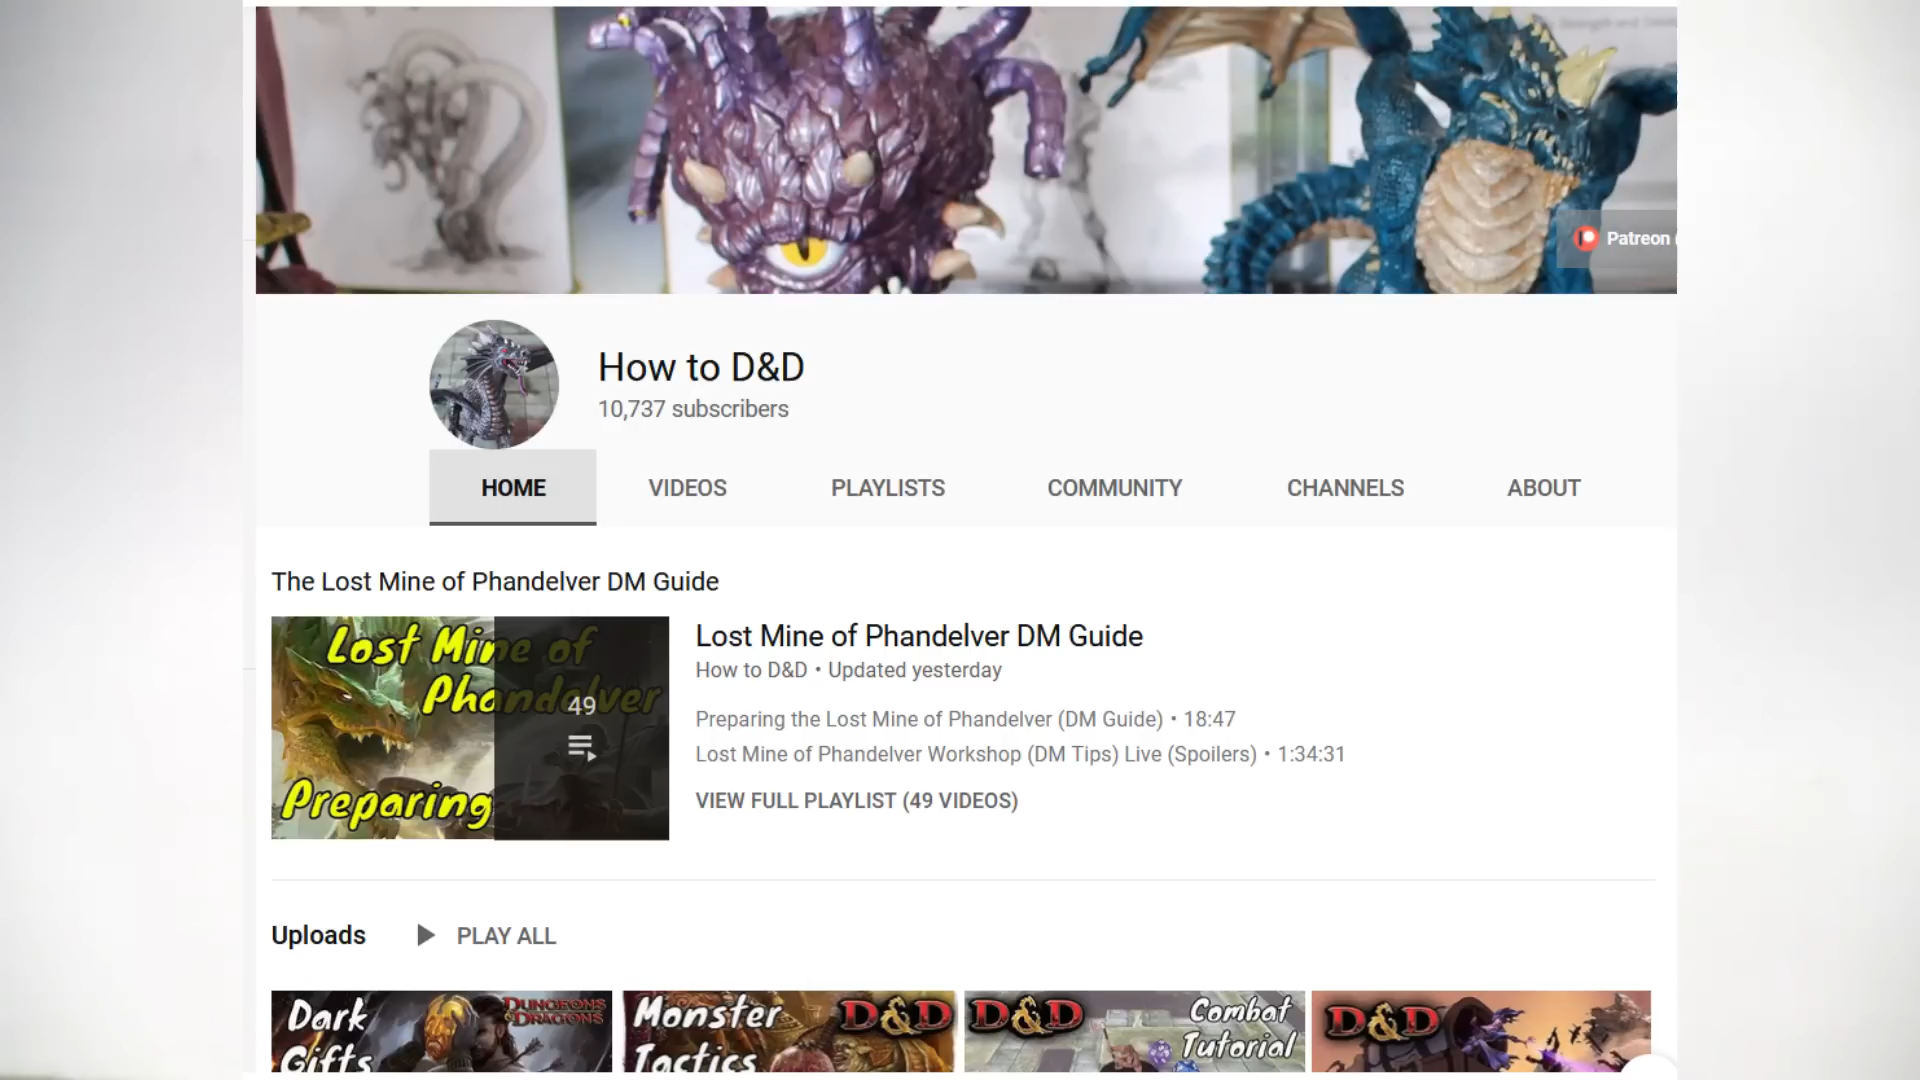 Patreon
How to D&D
10,737 subscribers
HOME VIDEOS PLAYLISTS COMMUNITY CHANNELS ABOUT
The Lost Mine of Phandelver DM Guide
Lost Mine of
Phandelver
49
Preparing
Lost Mine of Phandelver DM Guide
How to D&D • Updated yesterday
Preparing the Lost Mine of Phandelver (DM Guide) • 18:47
Lost Mine of Phandelver Workshop (DM Tips) Live (Spoilers) • 1:34:31
VIEW FULL PLAYLIST (49 VIDEOS)
Uploads PLAY ALL
Dark
Gifts
DUNGEONS
& DRAGONS
Monster
Tactics
D&D
D&D
Combat
Tutorial
D&D